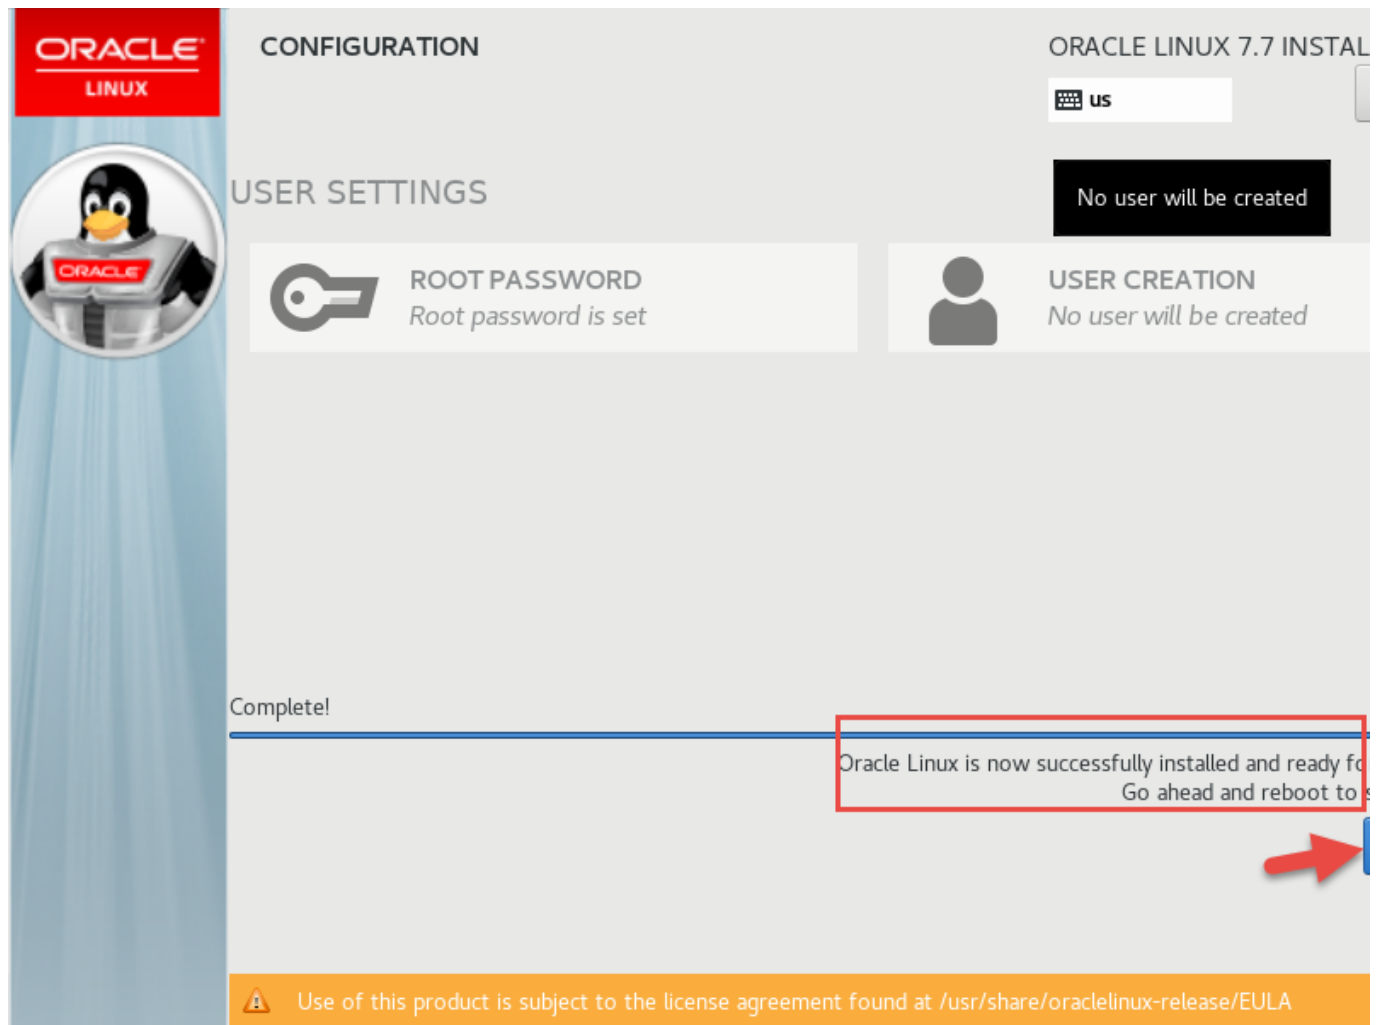 ORACLE
LINUX
CONFIGURATION
ORACLE LINUX 7.7 INSTAL
us
USER SETTINGS
No user will be created
ORACLE
ROOT PASSWORD
Root password is set
USER CREATION
No user will be created
Complete!
Oracle Linux is now successfully installed and ready fo
Go ahead and reboot to s
Use of this product is subject to the license agreement found at /usr/share/oraclelinux-release/EULA